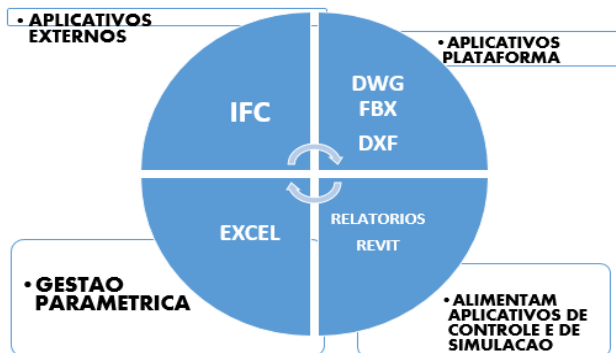 • APLICATIVOS
EXTERNOS
• APLICATIVOS
PLATAFORMA
IFC
DWG
FBX
DXF
EXCEL
RELATORIOS
REVIT
• GESTAO
PARAMETRICA
• ALIMENTAM
APLICATIVOS DE
CONTROLE E DE
SIMULACAO